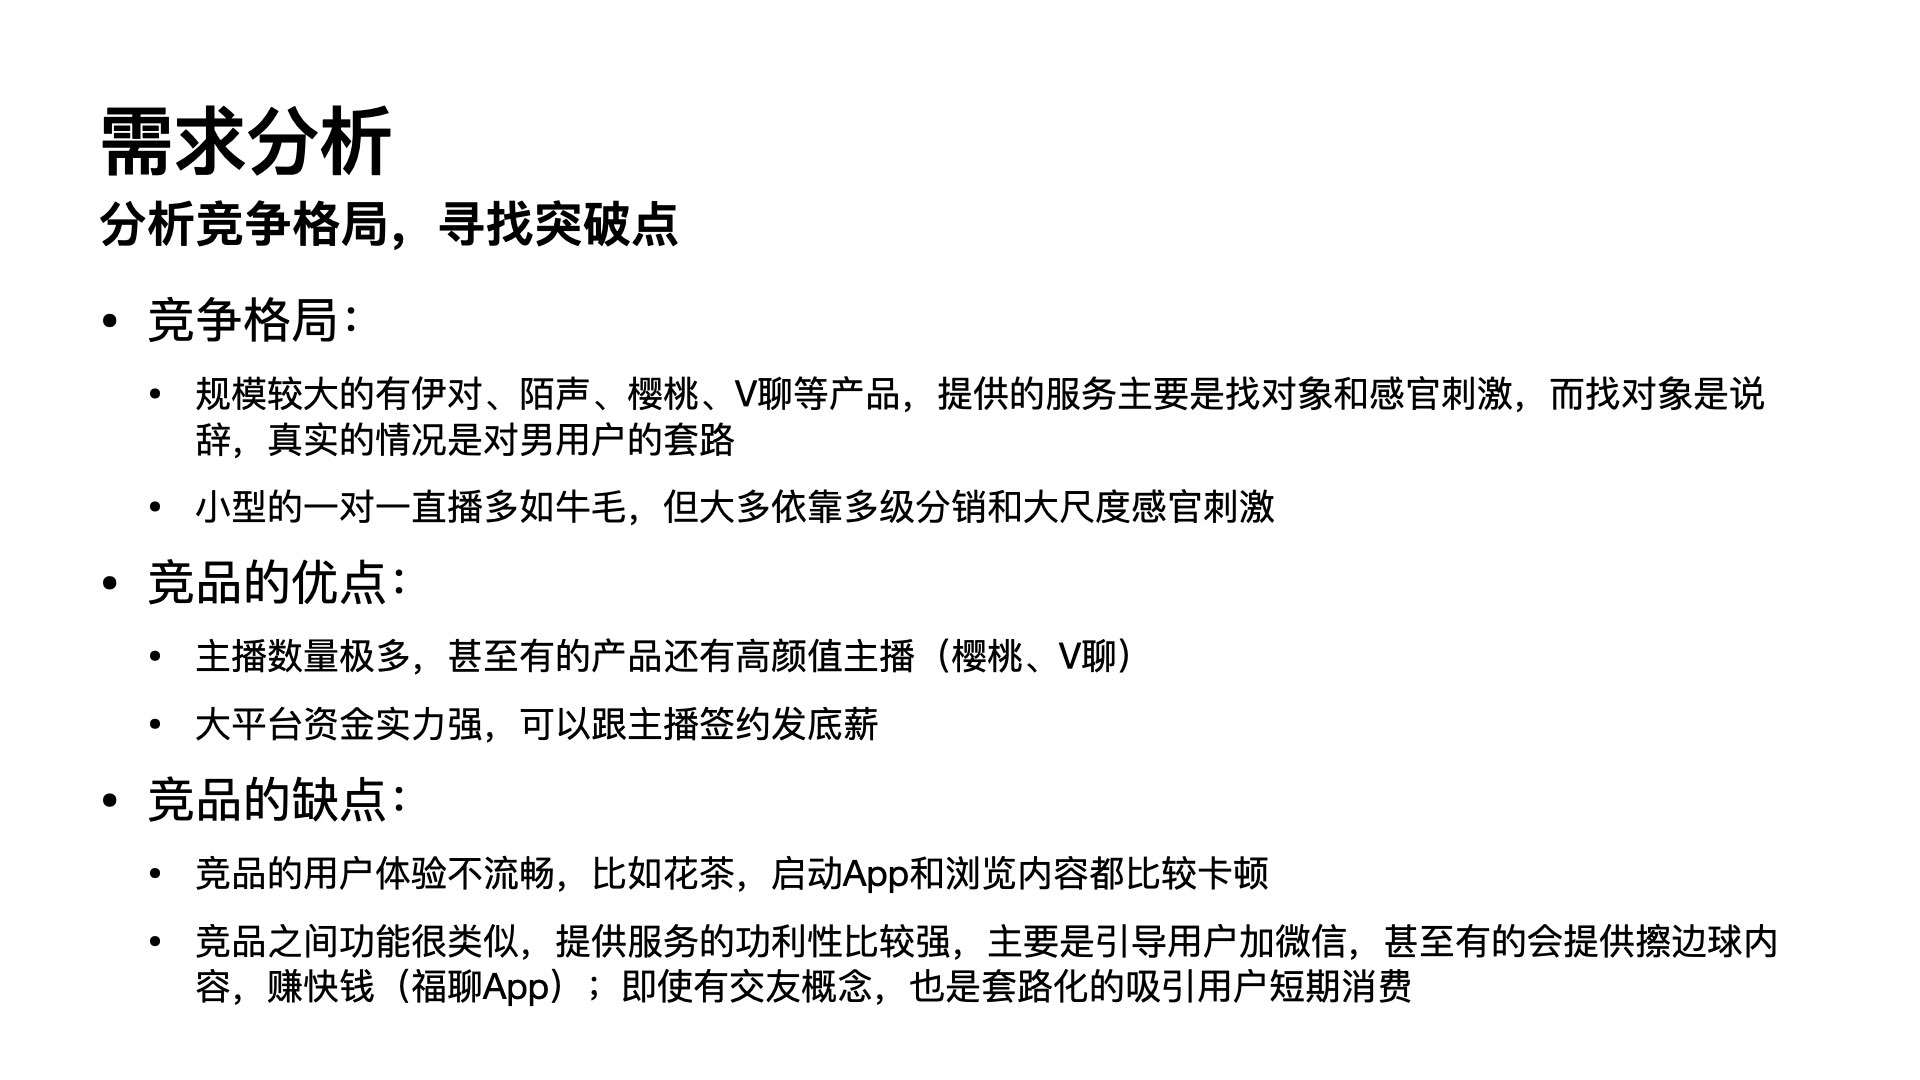 需求分析
分析竞争格局，寻找突破点
• 竞争格局：
• 规模较大的有伊对、陌声、樱桃、V聊等产品，提供的服务主要是找对象和感官刺激，而找对象是说
辞，真实的情况是对男用户的套路
• 小型的一对一直播多如牛毛，但大多依靠多级分销和大尺度感官刺激
• 竞品的优点：
• 主播数量极多，甚至有的产品还有高颜值主播（樱桃、V聊）
• 大平台资金实力强，可以跟主播签约发底薪
• 竞品的缺点：
• 竞品的用户体验不流畅，比如花茶，启动App和浏览内容都比较卡顿
• 竞品之间功能很类似，提供服务的功利性比较强，主要是引导用户加微信，甚至有的会提供擦边球内
容，赚快钱（福聊App）；即使有交友概念，也是套路化的吸引用户短期消费